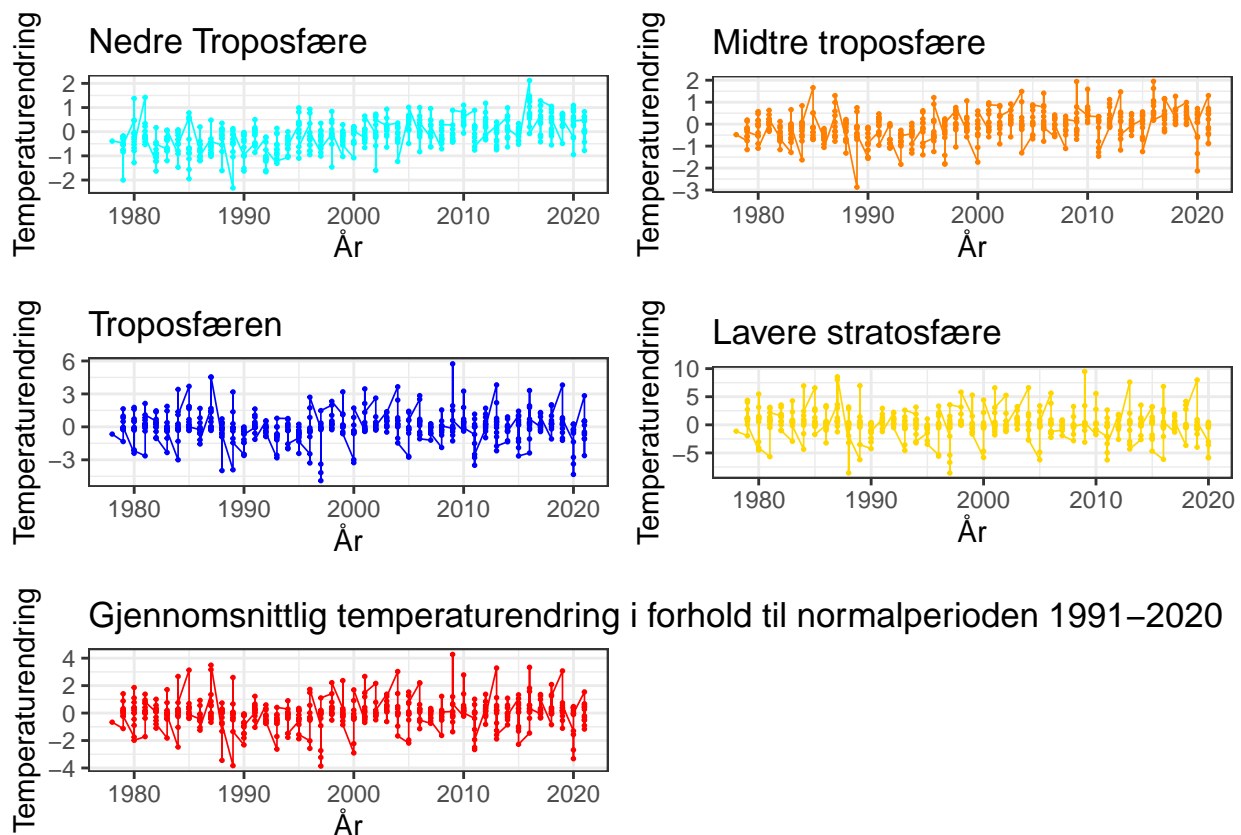 Nedre Troposfære
Temperaturendring
2
1
0
−1
−2
1980 1990 2000 2010 2020
År
Midtre troposfære
Temperaturendring
2
1
0
−1
−2
−3
1980 1990 2000 2010 2020
År
Troposfæren
Temperaturendring
6
3
0
−3
1980 1990 2000 2010 2020
År
Lavere stratosfære
Temperaturendring
10
5
0
−5
1980 1990 2000 2010 2020
År
Gjennomsnittlig temperaturendring i forhold til normalperioden 1991−2020
Temperaturendring
4
2
0
−2
−4
1980 1990 2000 2010 2020
År